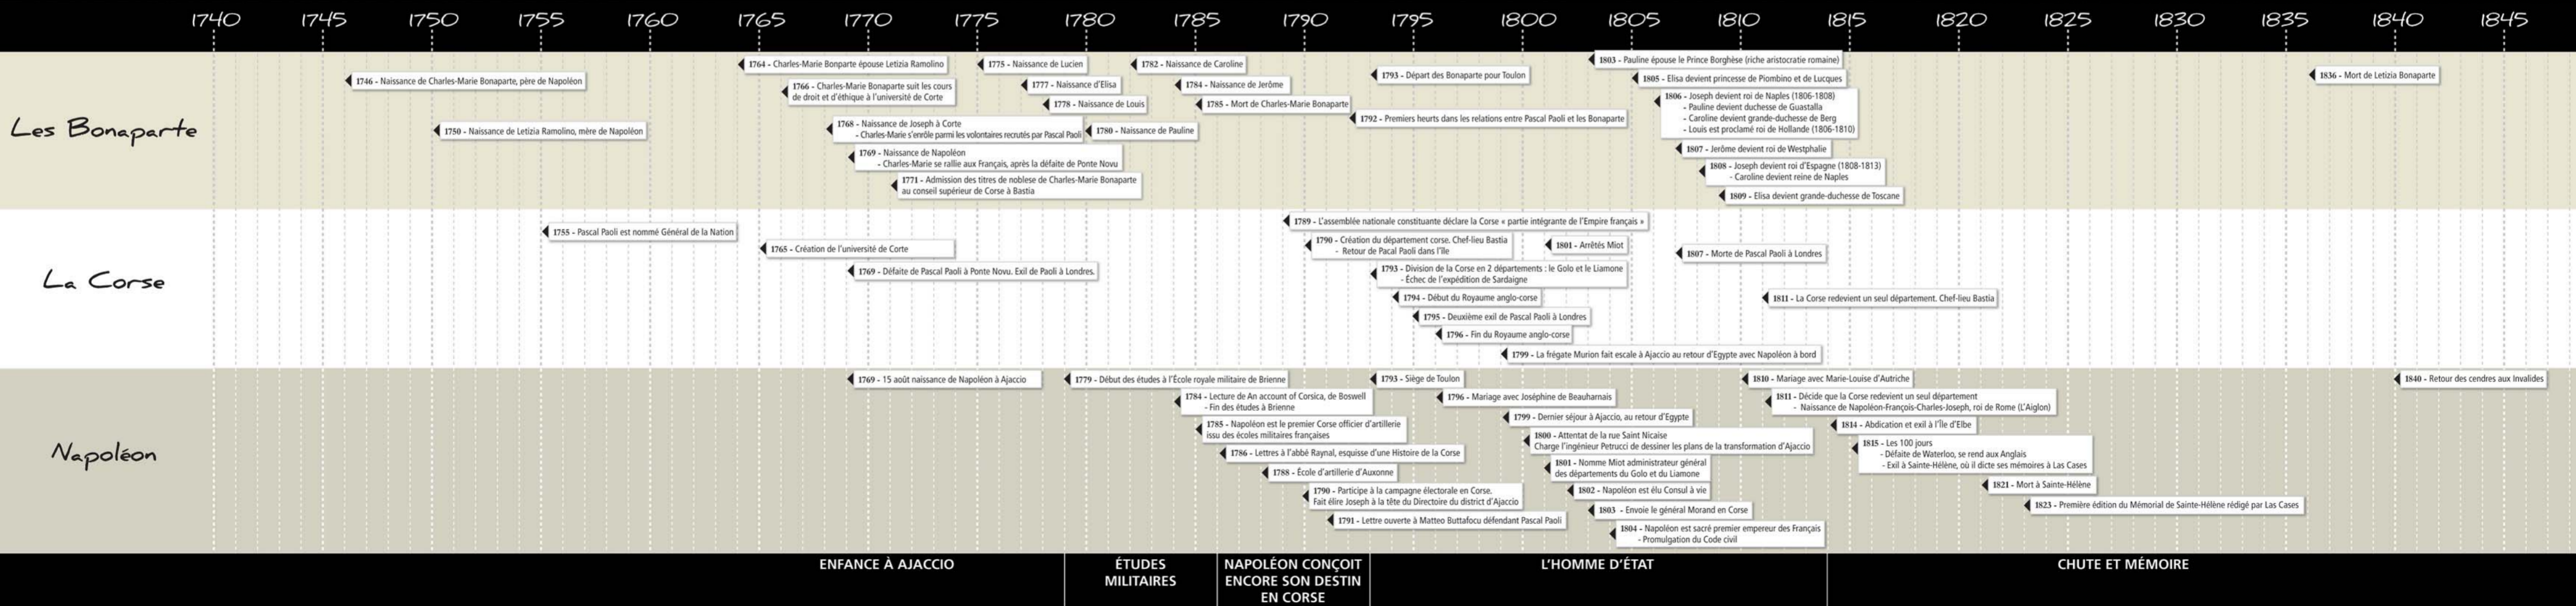 1740 1745 1750 1755 1760 1765 1770 1775 1780 1785 1790 1795 1800 1805 1810 1815 1820 1825 1830 1835 1840 1845
Les Bonaparte
1746 - Naissance de Charles-Marie Bonaparte, père de Napoléon
1750 - Naissance de Letizia Ramolino, mère de Napoléon
1764 - Charles-Marie Bonparte épouse Letizia Ramolino
1766 - Charles-Marie Bonaparte suit les cours
de droit et d'éthique à l'université de Corte
1768 - Naissance de Joseph à Corte
- Charles-Marie s'enrôle parmi les volontaires recrutés par Pascal Paoli
1769 - Naissance de Napoléon
- Charles-Marie se rallie aux Français, après la défaite de Ponte Novu
1771 - Admission des titres de noblese de Charles-Marie Bonaparte
au conseil supérieur de Corse à Bastia
1775 - Naissance de Lucien
1777 - Naissance d'Elisa
1778 - Naissance de Louis
1780 - Naissance de Pauline
1782 - Naissance de Caroline
1784 - Naissance de Jerôme
1785 - Mort de Charles-Marie Bonaparte
1792 - Premiers heurts dans les relations entre Pascal Paoli et les Bonaparte
1793 - Départ des Bonaparte pour Toulon
1803 - Pauline épouse le Prince Borghèse (riche aristocratie romaine)
1805 - Elisa devient princesse de Piombino et de Lucques
1806 - Joseph devient roi de Naples (1806-1808)
- Pauline devient duchesse de Guastalla
- Caroline devient grande-duchesse de Berg
- Louis est proclamé roi de Hollande (1806-1810)
1807 - Jerôme devient roi de Westphalie
1808 - Joseph devient roi d'Espagne (1808-1813)
- Caroline devient reine de Naples
1809 - Elisa devient grande-duchesse de Toscane
1836 - Mort de Letizia Bonaparte
La Corse
1755 - Pascal Paoli est nommé Général de la Nation
1765 - Création de l'université de Corte
1769 - Défaite de Pascal Paoli à Ponte Novu. Exil de Paoli à Londres.
1789 - L'assemblée nationale constituante déclare la Corse « partie intégrante de l'Empire français »
1790 - Création du département corse. Chef-lieu Bastia
- Retour de Pacal Paoli dans l'île
1793 - Division de la Corse en 2 départements : le Golo et le Liamone
- Échec de l'expédition de Sardaigne
1794 - Début du Royaume anglo-corse
1795 - Deuxième exil de Pascal Paoli à Londres
1796 - Fin du Royaume anglo-corse
1799 - La frégate Murion fait escale à Ajaccio au retour d'Egypte avec Napoléon à bord
1801 - Arrêtés Miot
1807 - Morte de Pascal Paoli à Londres
1811 - La Corse redevient un seul département. Chef-lieu Bastia
Napoléon
1769 - 15 août naissance de Napoléon à Ajaccio
1779 - Début des études à l'École royale militaire de Brienne
1784 - Lecture de An account of Corsica, de Boswell
- Fin des études à Brienne
1785 - Napoléon est le premier Corse officier d'artillerie
issu des écoles militaires françaises
1786 - Lettres à l'abbé Raynal, esquisse d'une Histoire de la Corse
1788 - École d'artillerie d'Auxonne
1790 - Participe à la campagne électorale en Corse.
Fait élire Joseph à la tête du Directoire du district d'Ajaccio
1791 - Lettre ouverte à Matteo Buttafocu défendant Pascal Paoli
1793 - Siège de Toulon
1796 - Mariage avec Joséphine de Beauharnais
1799 - Dernier séjour à Ajaccio, au retour d'Egypte
1800 - Attentat de la rue Saint Nicaise
Charge l'ingénieur Petrucci de dessiner les plans de la transformation d'Ajaccio
1801 - Nomme Miot administrateur général
des départements du Golo et du Liamone
1802 - Napoléon est élu Consul à vie
1803 - Envoie le général Morand en Corse
1804 - Napoléon est sacré premier empereur des Français
- Promulgation du Code civil
1810 - Mariage avec Marie-Louise d'Autriche
1811 - Décide que la Corse redevient un seul département
- Naissance de Napoléon-François-Charles-Joseph, roi de Rome (L'Aiglon)
1814 - Abdication et exil à l'Île d'Elbe
1815 - Les 100 jours
- Défaite de Waterloo, se rend aux Anglais
- Exil à Sainte-Hélène, où il dicte ses mémoires à Las Cases
1821 - Mort à Sainte-Hélène
1823 - Première édition du Mémorial de Sainte-Hélène rédigé par Las Cases
1840 - Retour des cendres aux Invalides
ENFANCE À AJACCIO
ÉTUDES
MILITAIRES
NAPOLÉON CONÇOIT
ENCORE SON DESTIN
EN CORSE
L'HOMME D'ÉTAT
CHUTE ET MÉMOIRE